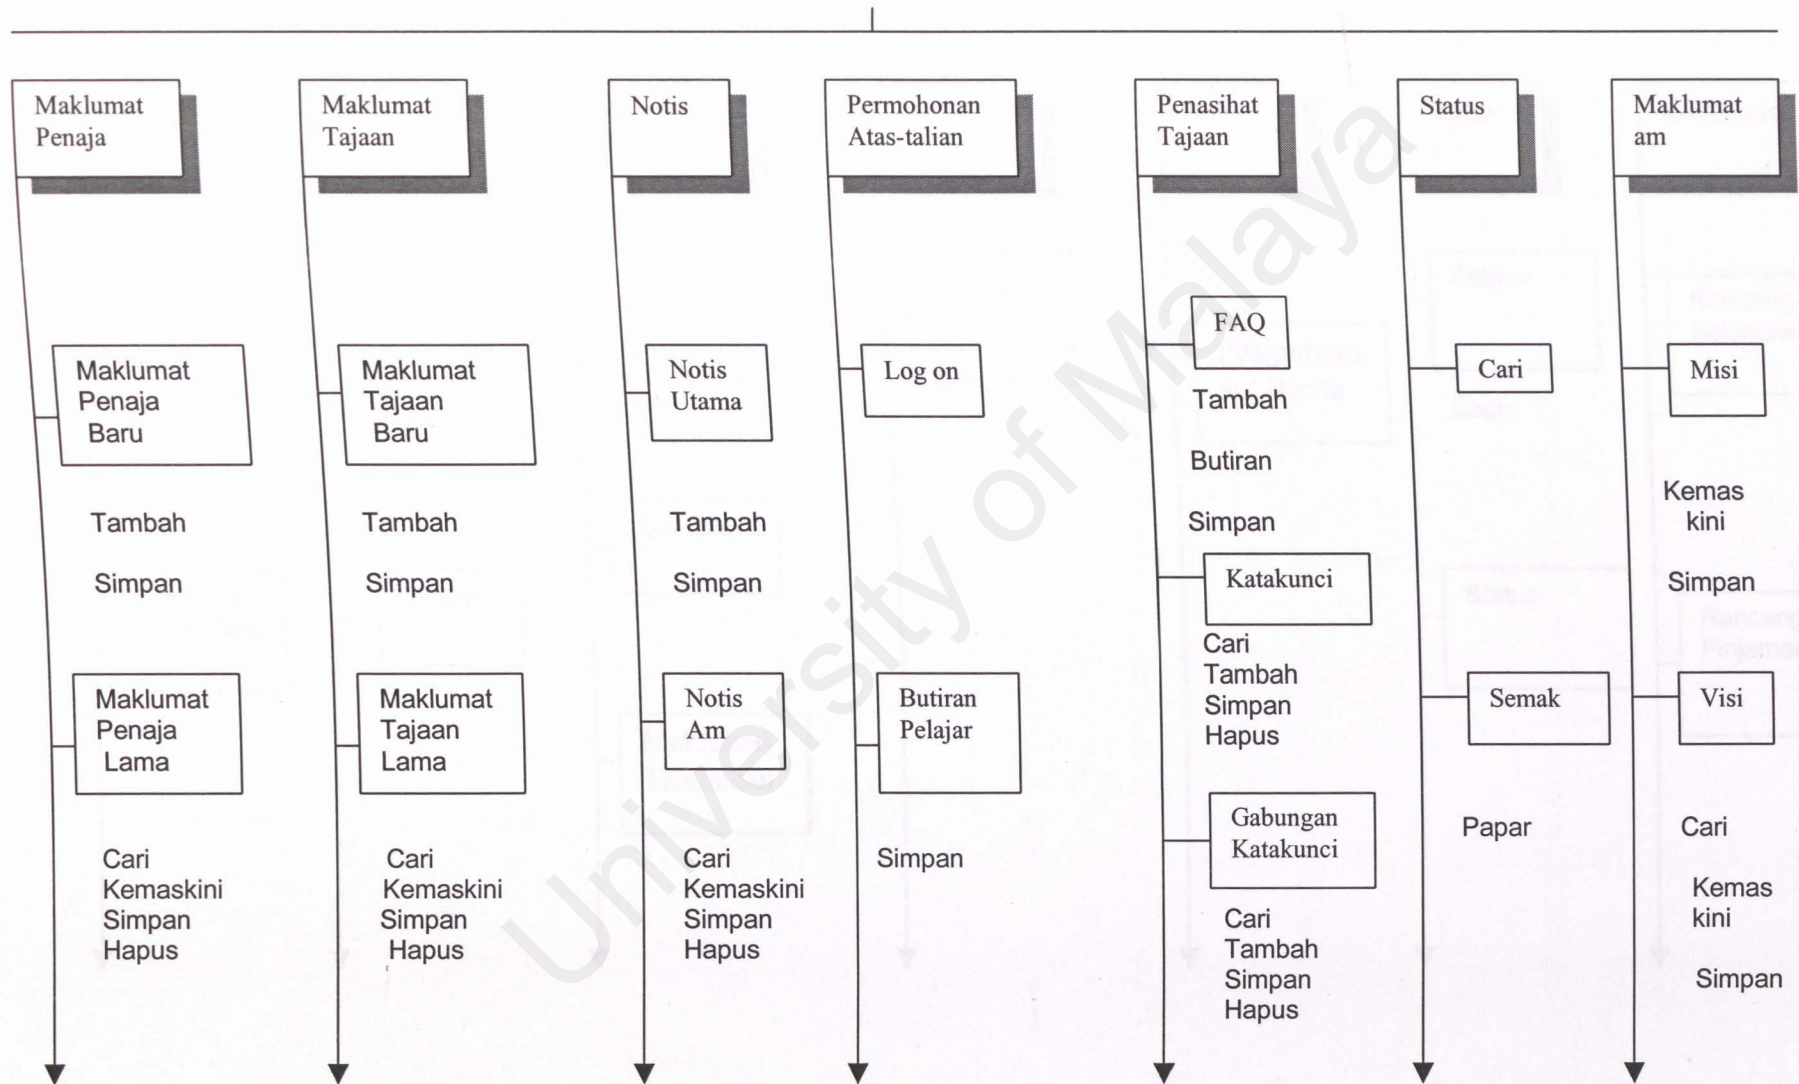 Maklumat
Penaja
Maklumat
Penaja
Baru
Tambah
Simpan
Maklumat
Penaja
Lama
Cari
Kemaskini
Simpan
Hapus
Maklumat
Tajaan
Maklumat
Tajaan
Baru
Tambah
Simpan
Maklumat
Tajaan
Lama
Cari
Kemaskini
Simpan
Hapus
Notis
Notis
Utama
Tambah
Simpan
Notis
Am
Cari
Kemaskini
Simpan
Hapus
Permohonan
Atas-talian
Log on
Butiran
Pelajar
Simpan
Penasihat
Tajaan
FAQ
Tambah
Butiran
Simpan
Katakunci
Cari
Tambah
Simpan
Hapus
Gabungan
Katakunci
Cari
Tambah
Simpan
Hapus
Status
Cari
Semak
Papar
Maklumat
am
Misi
Kemas
kini
Simpan
Visi
Cari
Kemas
kini
Simpan
University of Malaya